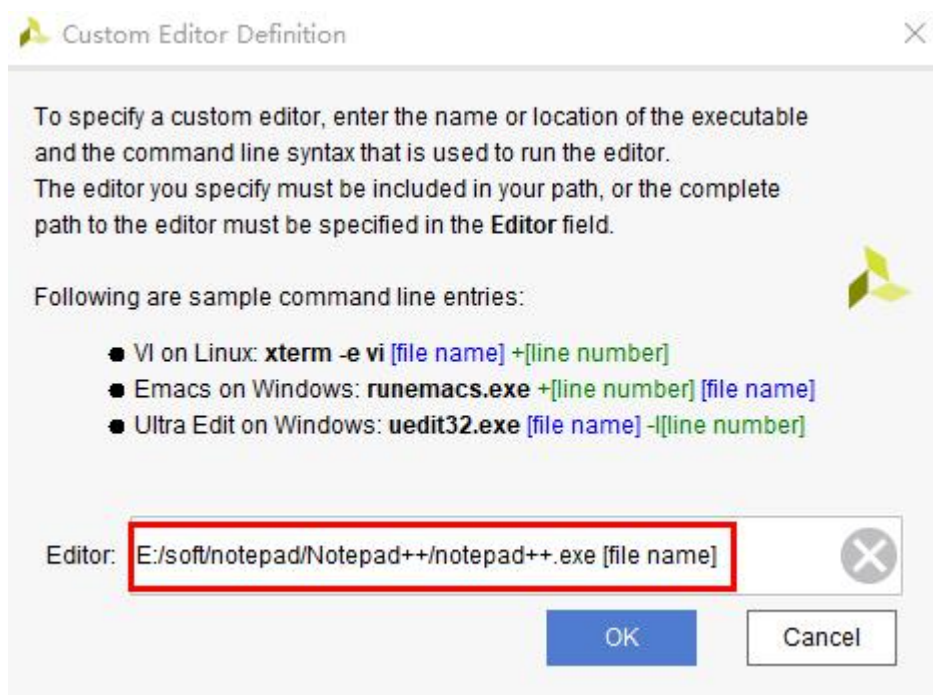 Custom Editor Definition
To specify a custom editor, enter the name or location of the executable
and the command line syntax that is used to run the editor.
The editor you specify must be included in your path, or the complete
path to the editor must be specified in the Editor field.
Following are sample command line entries:
● VI on Linux: xterm -e vi [file name] +[line number]
● Emacs on Windows: runemacs.exe +[line number] [file name]
● Ultra Edit on Windows: uedit32.exe [file name] -l[line number]
Editor: E:/soft/notepad/Notepad++/notepad++.exe [file name]
OK Cancel